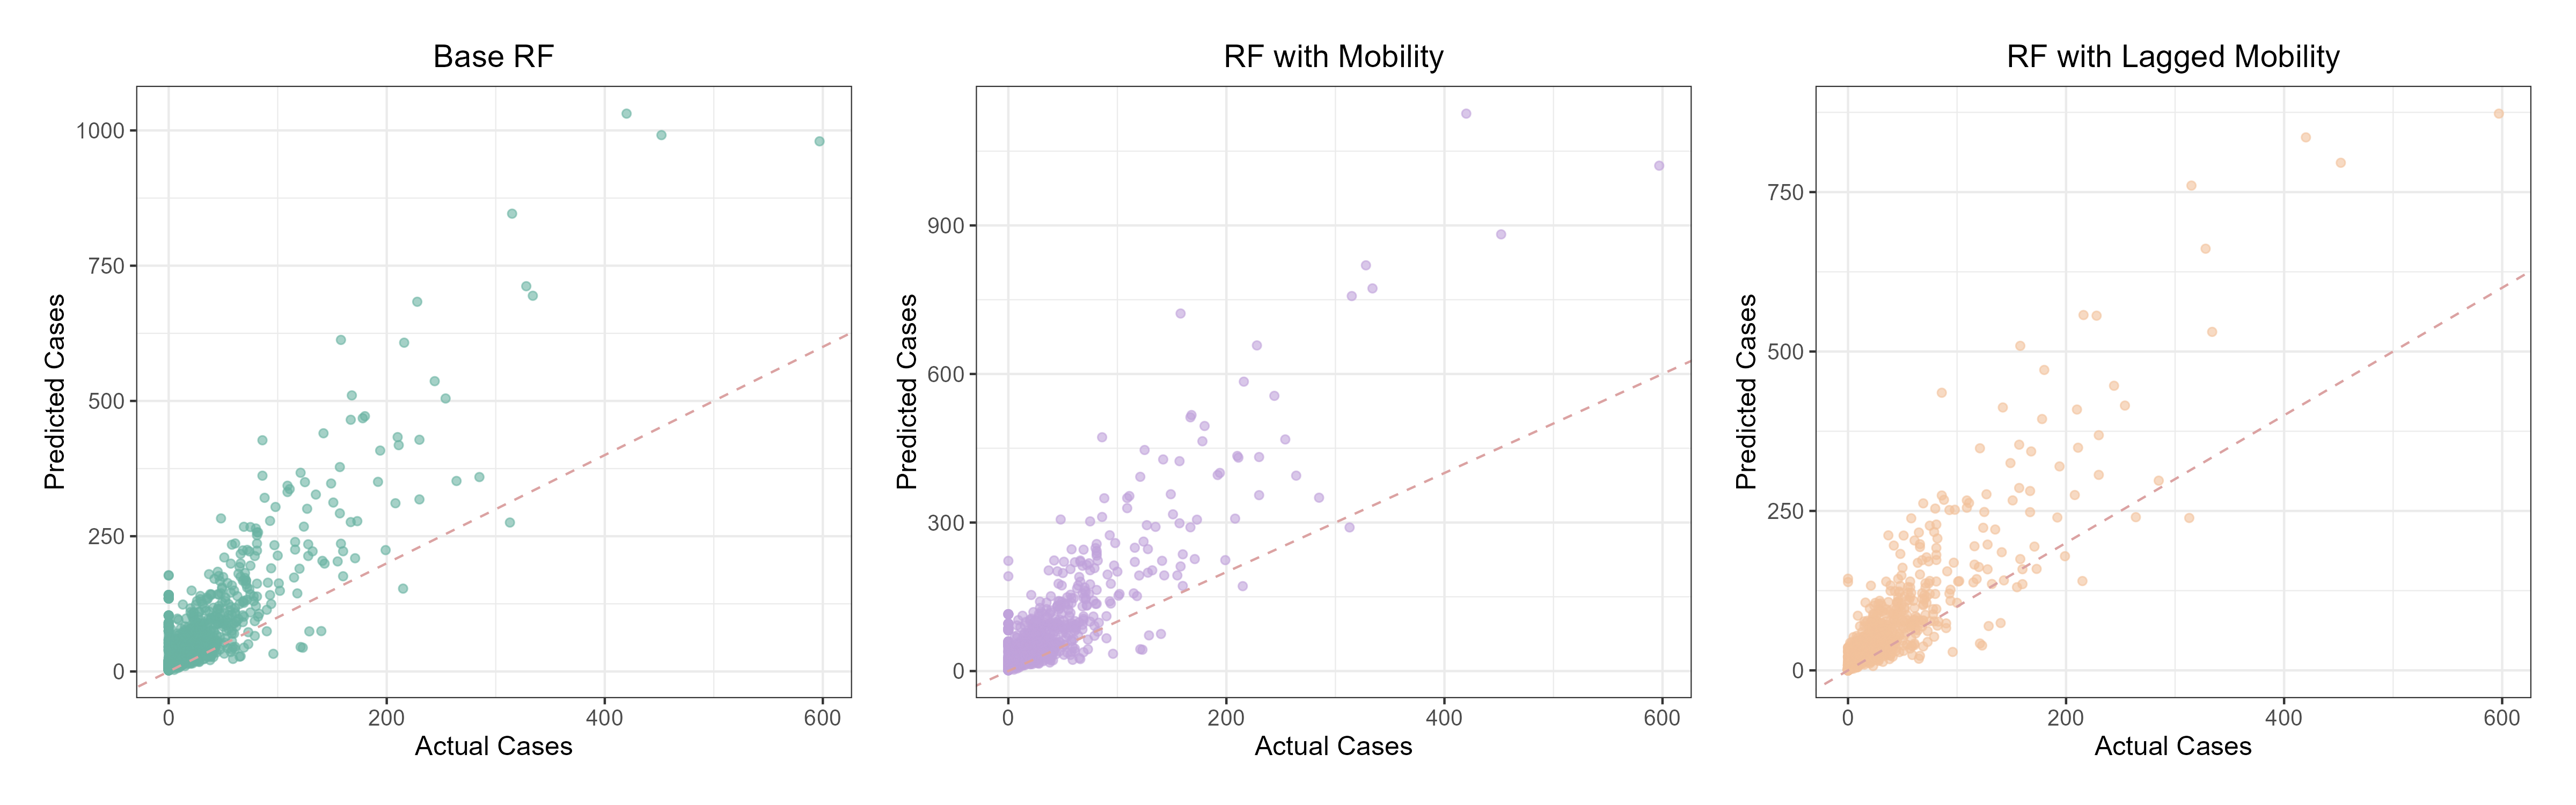 Base RF
1000
750
500
250
0
Predicted Cases
0 200 400 600
Actual Cases
RF with Mobility
900
600
300
0
Predicted Cases
0 200 400 600
Actual Cases
RF with Lagged Mobility
750
500
250
0
Predicted Cases
0 200 400 600
Actual Cases